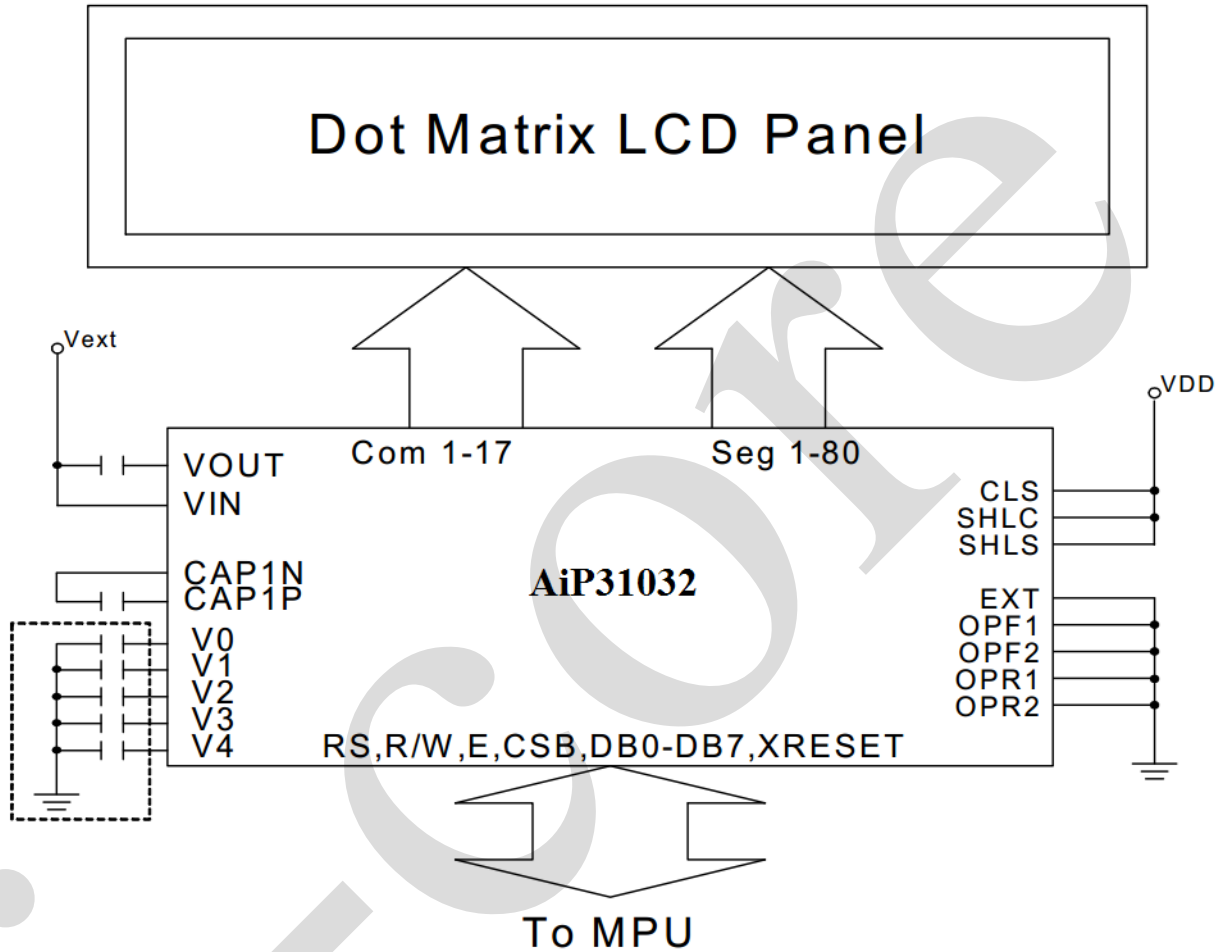 Dot Matrix LCD Panel
Vext
VDD
Com 1-17
Seg 1-80
VOUT
VIN
CAP1N
CAP1P
V0
V1
V2
V3
V4
AiP31032
CLS
SHLC
SHLS
EXT
OPF1
OPF2
OPR1
OPR2
RS,R/W,E,CSB,DB0-DB7,XRESET
To MPU
i-core